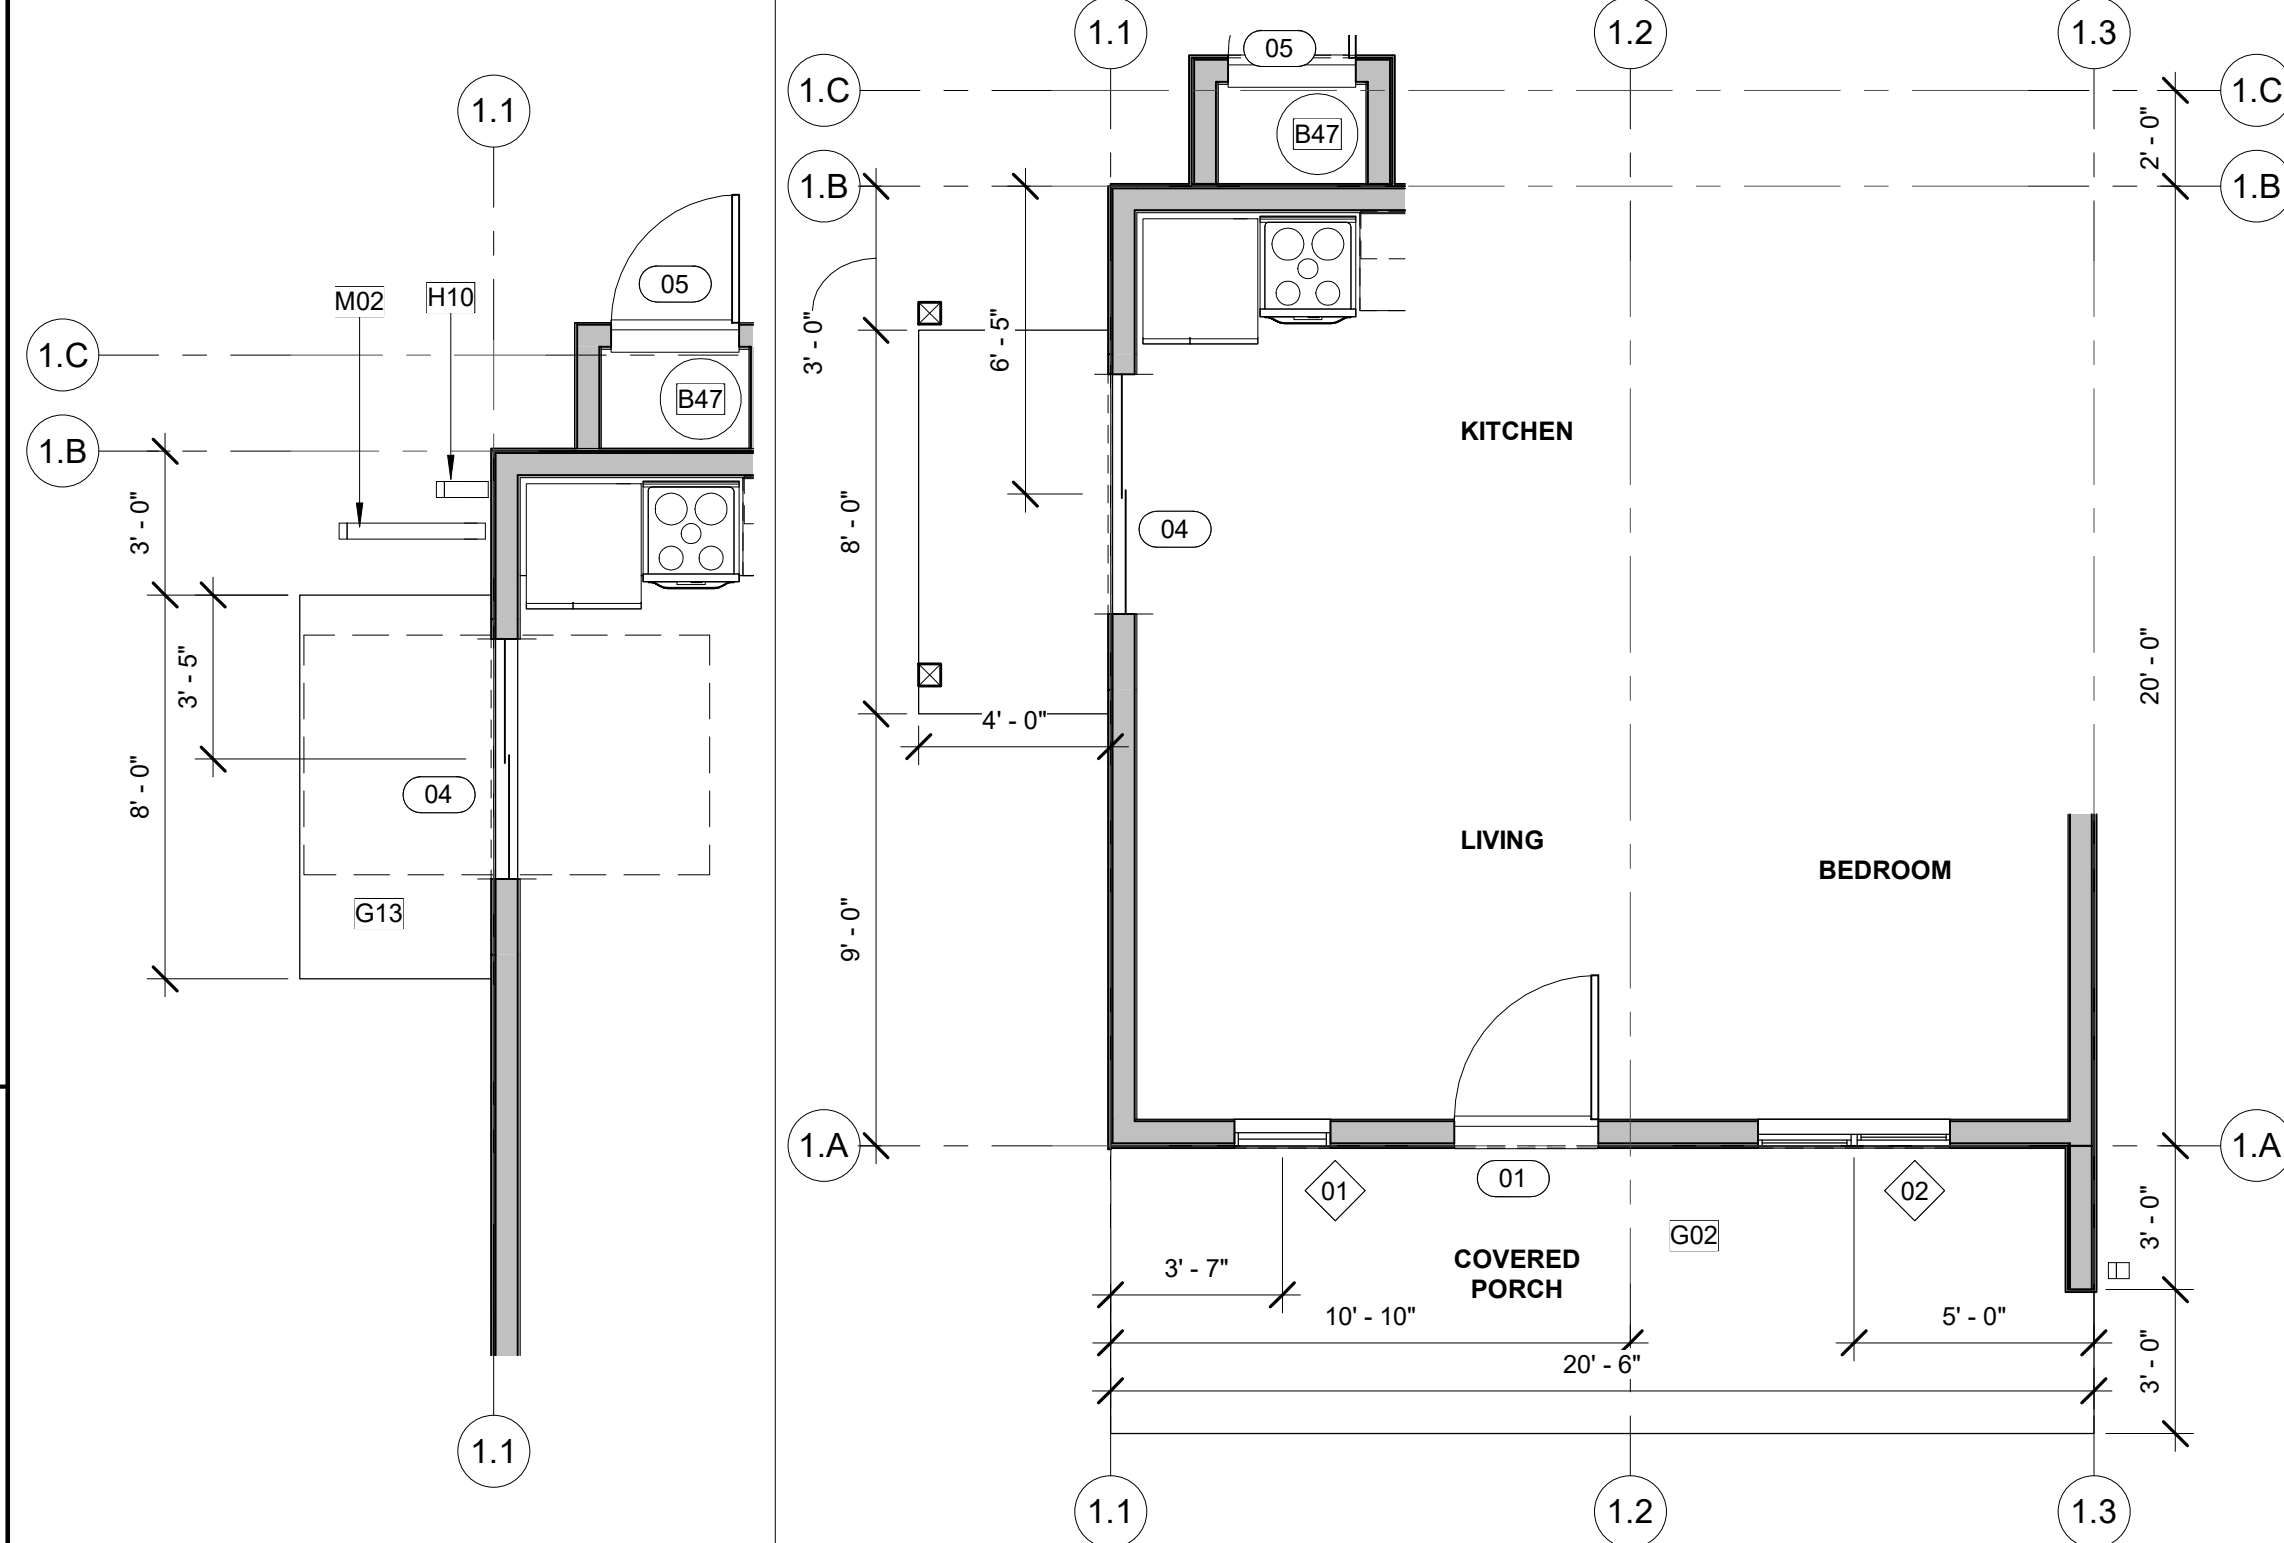 1.1
05
M02
H10
1.C
B47
1.B
3' - 0"
3' - 5"
8' - 0"
04
G13
1.1
1.1
1.2
1.3
05
1.C
1.C
B47
2' - 0"
1.B
1.B
3' - 0"
6' - 5"
KITCHEN
8' - 0"
04
20' - 0"
4' - 0"
LIVING
BEDROOM
9' - 0"
1.A
1.A
01
01
02
G02
COVERED
PORCH
3' - 0"
3' - 7"
10' - 10"
5' - 0"
20' - 6"
3' - 0"
1.1
1.2
1.3